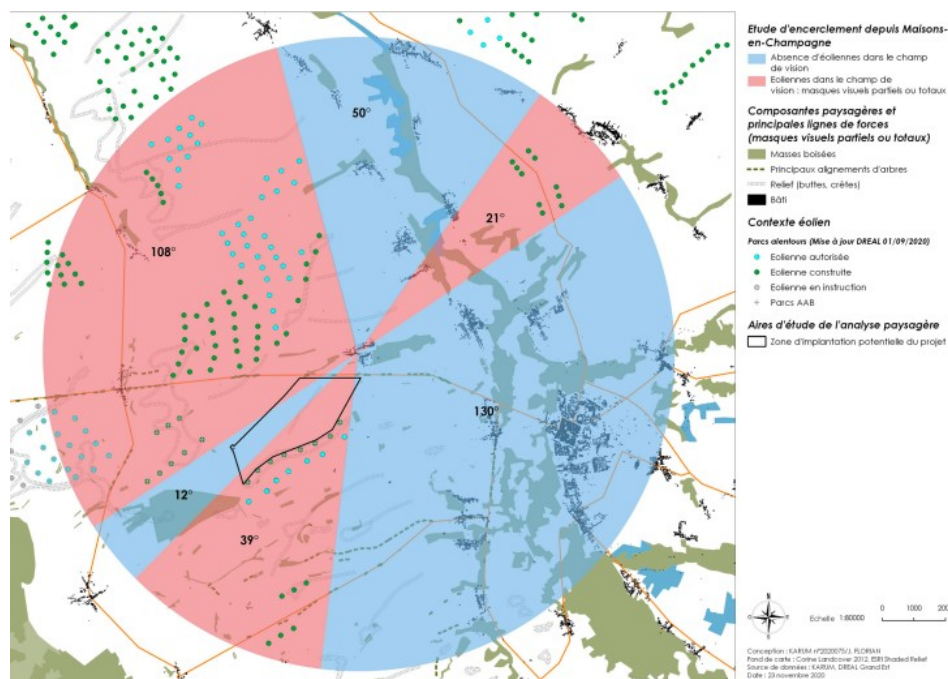 Etude d'encerclement depuis Maisons-
en-Champagne
Absence d'éoliennes dans le champ
de vision
Eoliennes dans le champ de
vision : masques visuels partiels ou totaux
Composantes paysagères et
principales lignes de forces
(masques visuels partiels ou totaux)
Masses boisées
Principaux alignements d'arbres
Relief (buttes, crêtes)
Bâti
Contexte éolien
Parcs alentours (Mise à jour DREAL 01/09/2020)
Eolienne autorisée
Eolienne construite
Eolienne en instruction
Parcs AAB
Aires d'étude de l'analyse paysagère
Zone d'implantation potentielle du projet
50°
21°
108°
130°
12°
39°
N
Echelle 1:80000
0 1000 200
Conception : KARUM n°2020075/J. FLORIAN
Fond de carte : Corine Landcover 2012, ESRI Shaded Relief
Source de données : KARUM, DREAL Grand Est
Date : 23 novembre 2020